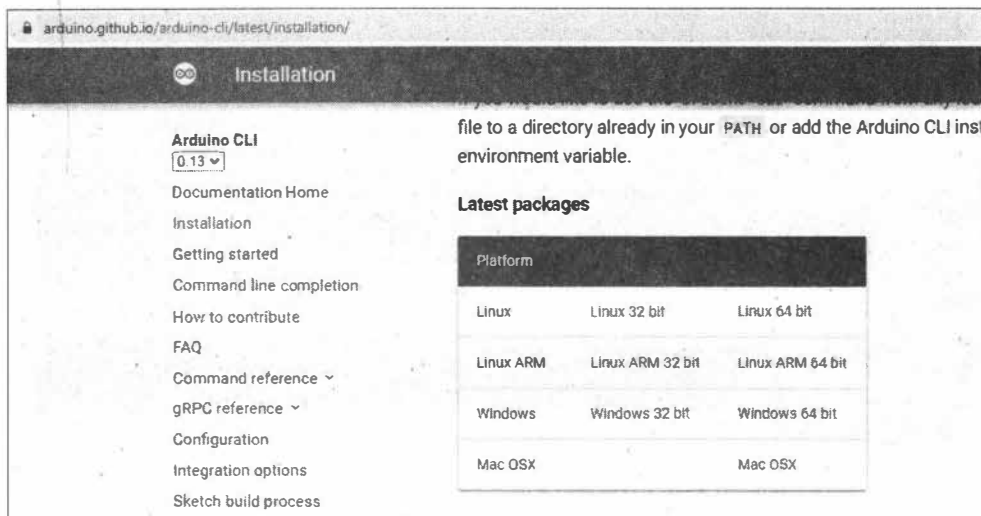 arduino.github.io/arduino-cli/latest/installation/
Installation
Arduino CLI
0.13
Documentation Home
Installation
Getting started
Command line completion
How to contribute
FAQ
Command reference
gRPC reference
Configuration
Integration options
Sketch build process
file to a directory already in your PATH or add the Arduino CLI inst
environment variable.
Latest packages
Platform
Linux Linux 32 bit Linux 64 bit
Linux ARM Linux ARM 32 bit Linux ARM 64 bit
Windows Windows 32 bit Windows 64 bit
Mac OSX Mac OSX